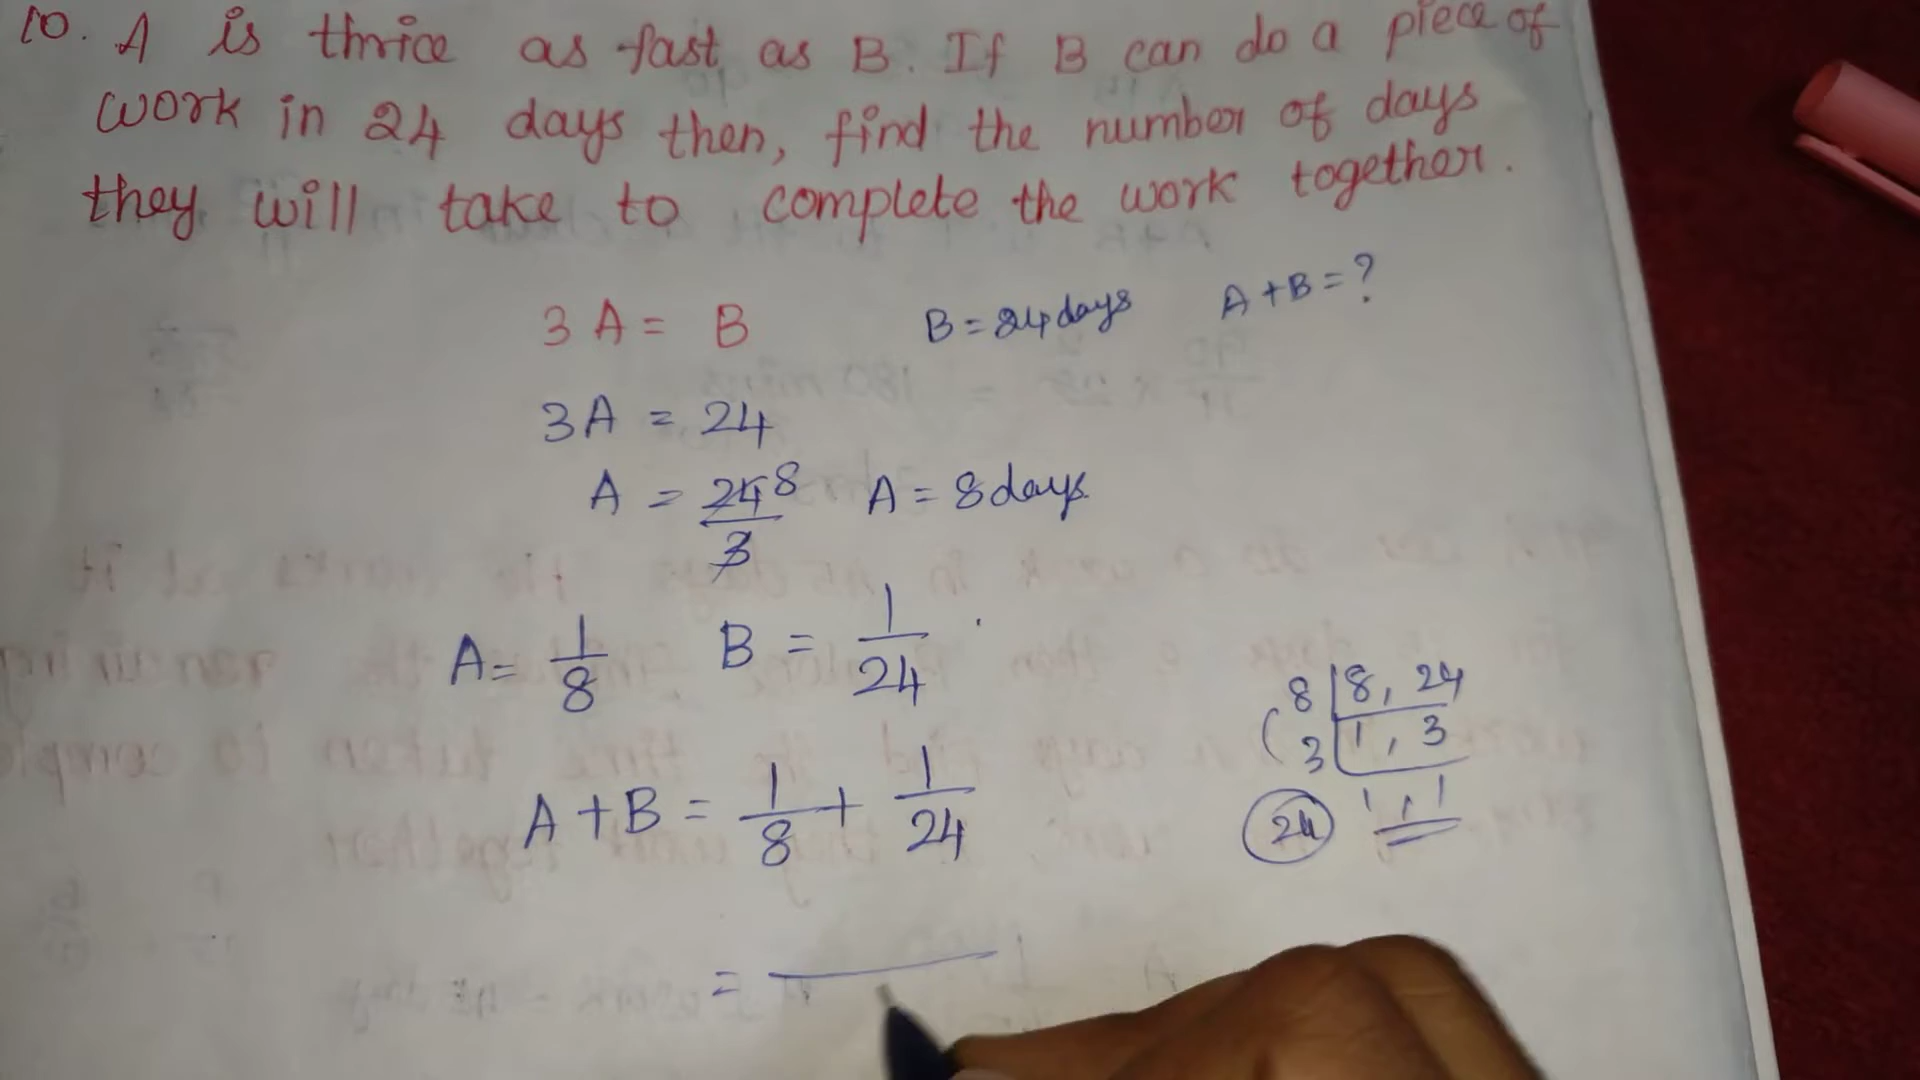 10. A is thrice as fast as B. If B can do a piece of
work in 24 days then, find the number of days
they will take to complete the work together.
3A = B B = 24 days A + B = ?
3A = 24
A = 24/3 8 A = 8 days
A = 1/8 B = 1/24 .
A + B = 1/8 + 1/24
=
8 | 8, 24
3 | 1, 3
24 1, 1